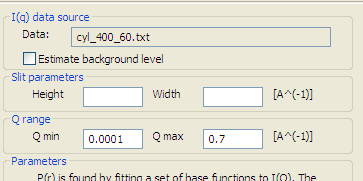 I(q) data source
Data: cyl_400_60.txt
Estimate background level
Slit parameters
Height Width [A^(-1)]
Q range
Q min 0.0001 Q max 0.7 [A^(-1)]
Parameters
P(r) is found by fitting a set of base functions to I(Q). The